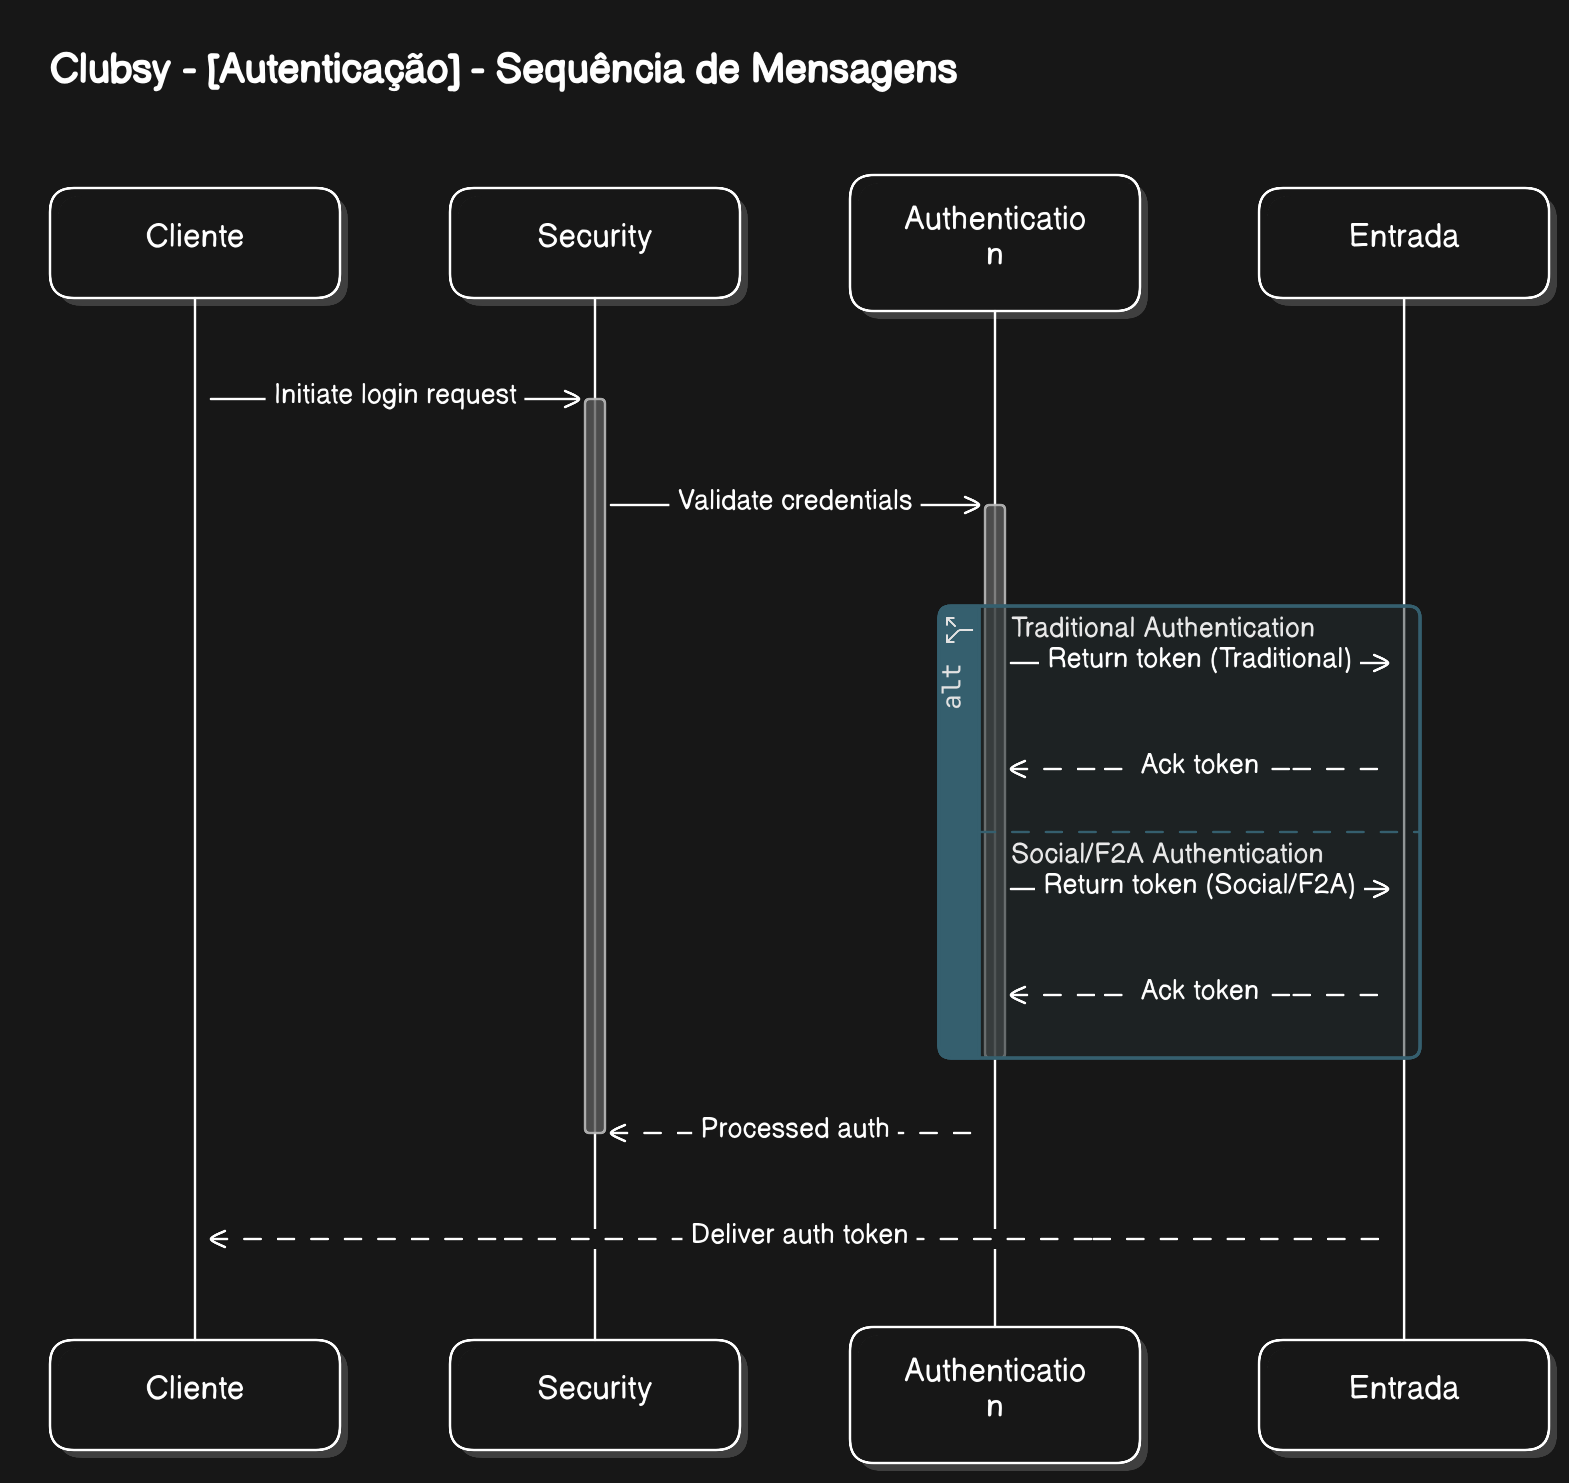 Clubsy - [Autenticação] - Sequência de Mensagens
Cliente
Security
Authenticatio
n
Entrada
Initiate login request
Validate credentials
alt
Traditional Authentication
Return token (Traditional)
Ack token
Social/F2A Authentication
Return token (Social/F2A)
Ack token
Processed auth
Deliver auth token
Cliente
Security
Authenticatio
n
Entrada